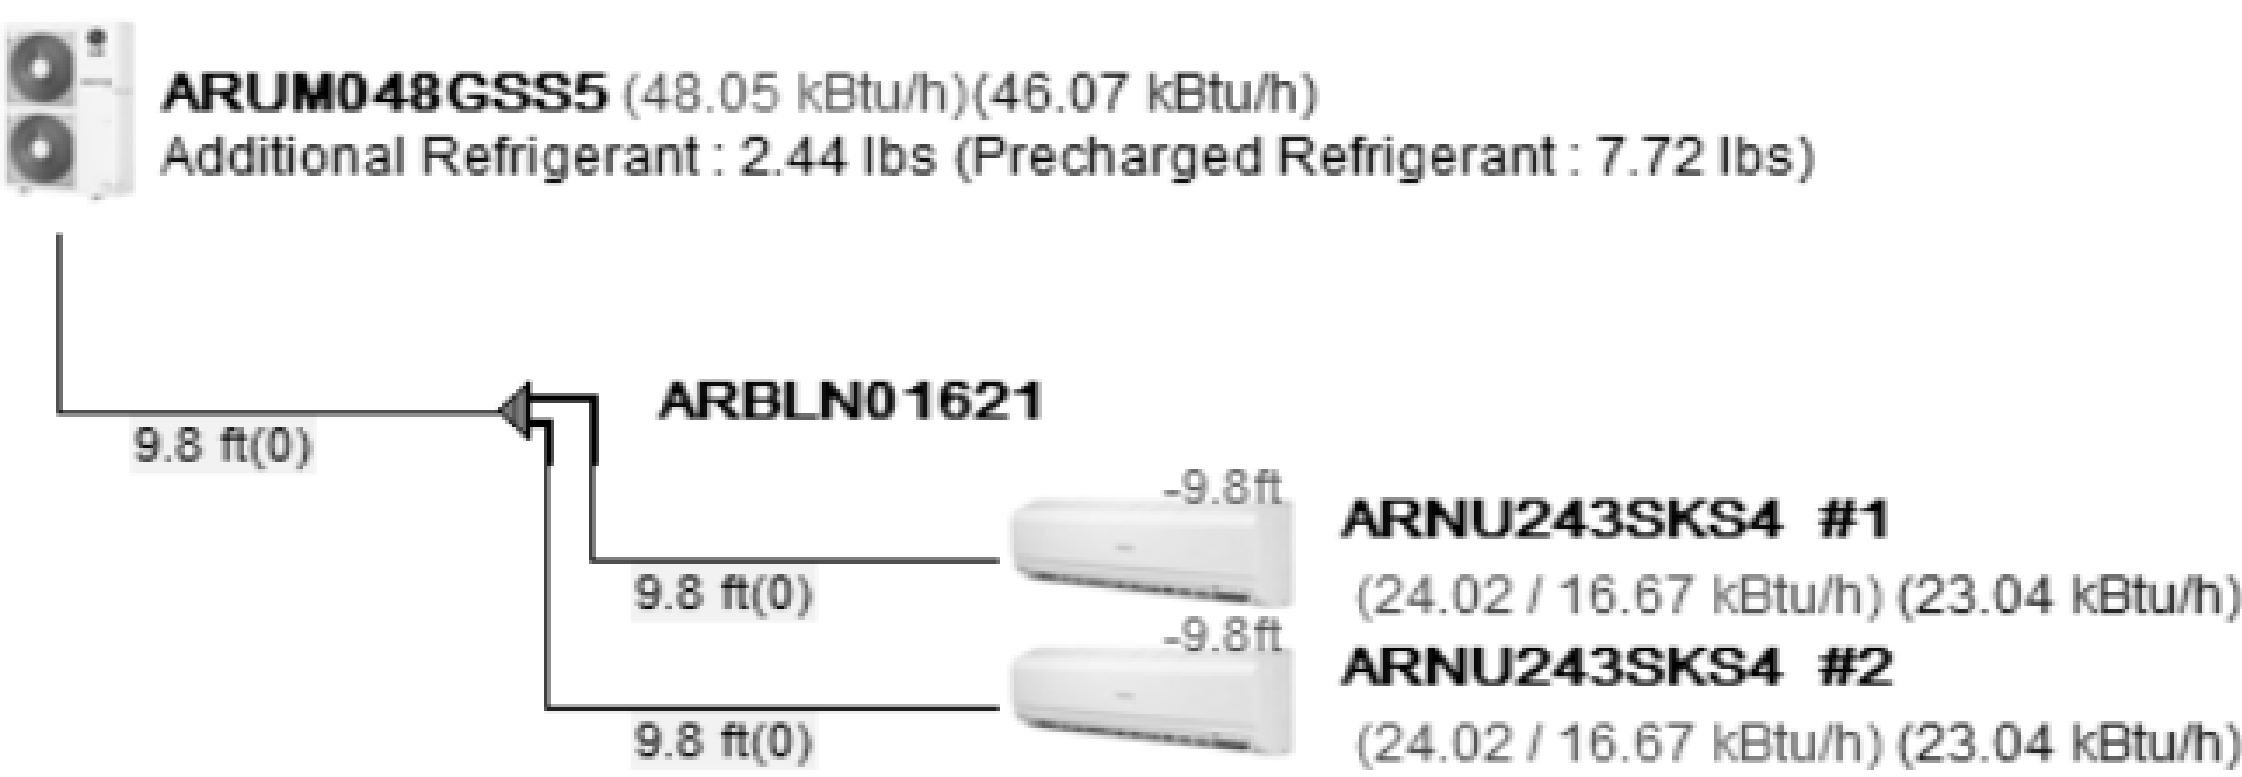 ARUM048GSS5 (48.05 kBtu/h)(46.07 kBtu/h)
Additional Refrigerant : 2.44 lbs (Precharged Refrigerant : 7.72 lbs)
ARBLN01621
9.8 ft(0)
-9.8ft
ARNU243SKS4 #1
9.8 ft(0)
(24.02 / 16.67 kBtu/h) (23.04 kBtu/h)
-9.8ft
ARNU243SKS4 #2
9.8 ft(0)
(24.02 / 16.67 kBtu/h) (23.04 kBtu/h)